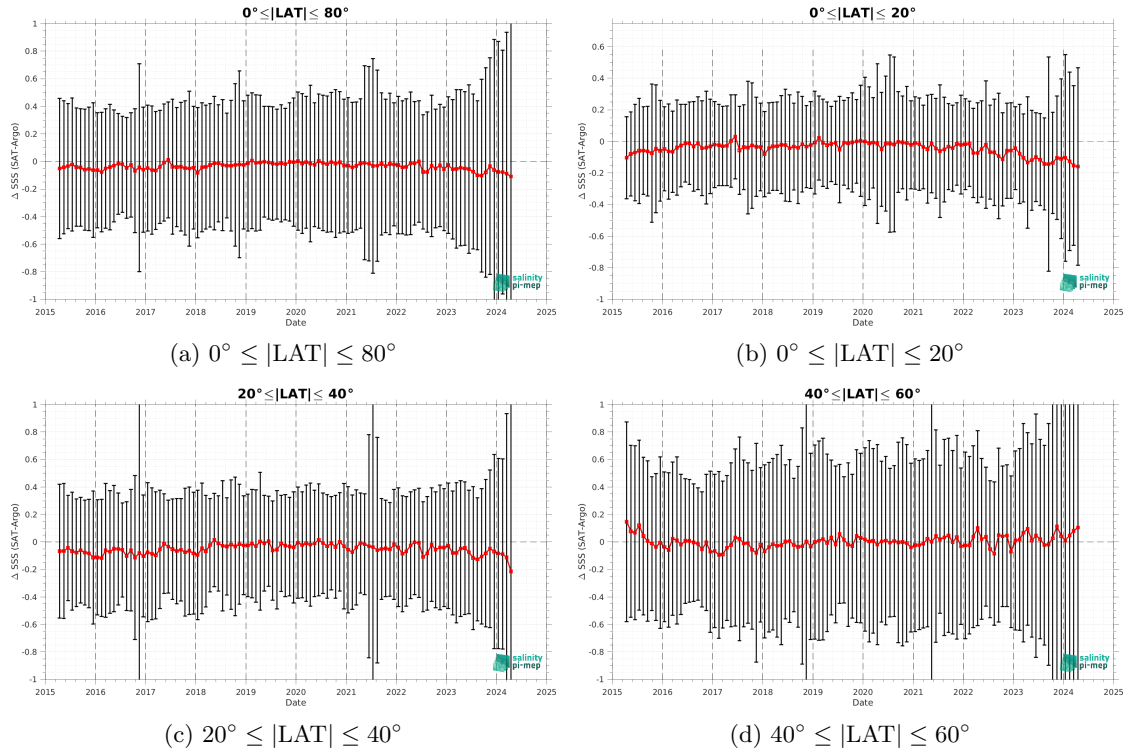 0°≤|LAT|≤ 80°
Δ SSS (SAT-Argo)
1
0.8
0.6
0.4
0.2
0
-0.2
-0.4
-0.6
-0.8
-1
2015 2016 2017 2018 2019 2020 2021 2022 2023 2024 2025
Date
salinity
pi-mep
(a) 0° ≤ |LAT| ≤ 80°
0°≤|LAT|≤ 20°
Δ SSS (SAT-Argo)
0.6
0.4
0.2
0
-0.2
-0.4
-0.6
-0.8
-1
2015 2016 2017 2018 2019 2020 2021 2022 2023 2024 2025
Date
salinity
pi-mep
(b) 0° ≤ |LAT| ≤ 20°
20°≤|LAT|≤ 40°
Δ SSS (SAT-Argo)
1
0.8
0.6
0.4
0.2
0
-0.2
-0.4
-0.6
-0.8
-1
2015 2016 2017 2018 2019 2020 2021 2022 2023 2024 2025
Date
salinity
pi-mep
(c) 20° ≤ |LAT| ≤ 40°
40°≤|LAT|≤ 60°
Δ SSS (SAT-Argo)
1
0.8
0.6
0.4
0.2
0
-0.2
-0.4
-0.6
-0.8
-1
2015 2016 2017 2018 2019 2020 2021 2022 2023 2024 2025
Date
salinity
pi-mep
(d) 40° ≤ |LAT| ≤ 60°